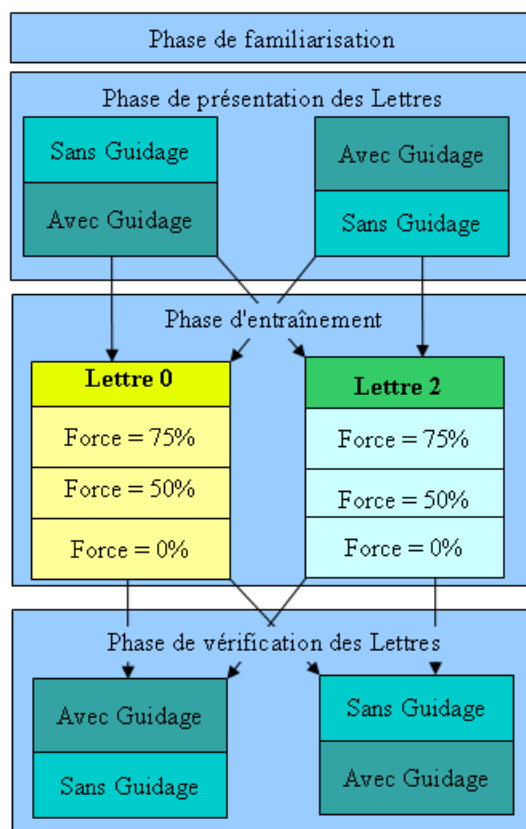 Phase de familiarisation
Phase de présentation des Lettres
Sans Guidage
Avec Guidage
Avec Guidage
Sans Guidage
Phase d'entraînement
Lettre 0
Force = 75%
Force = 50%
Force = 0%
Lettre 2
Force = 75%
Force = 50%
Force = 0%
Phase de vérification des Lettres
Avec Guidage
Sans Guidage
Sans Guidage
Avec Guidage